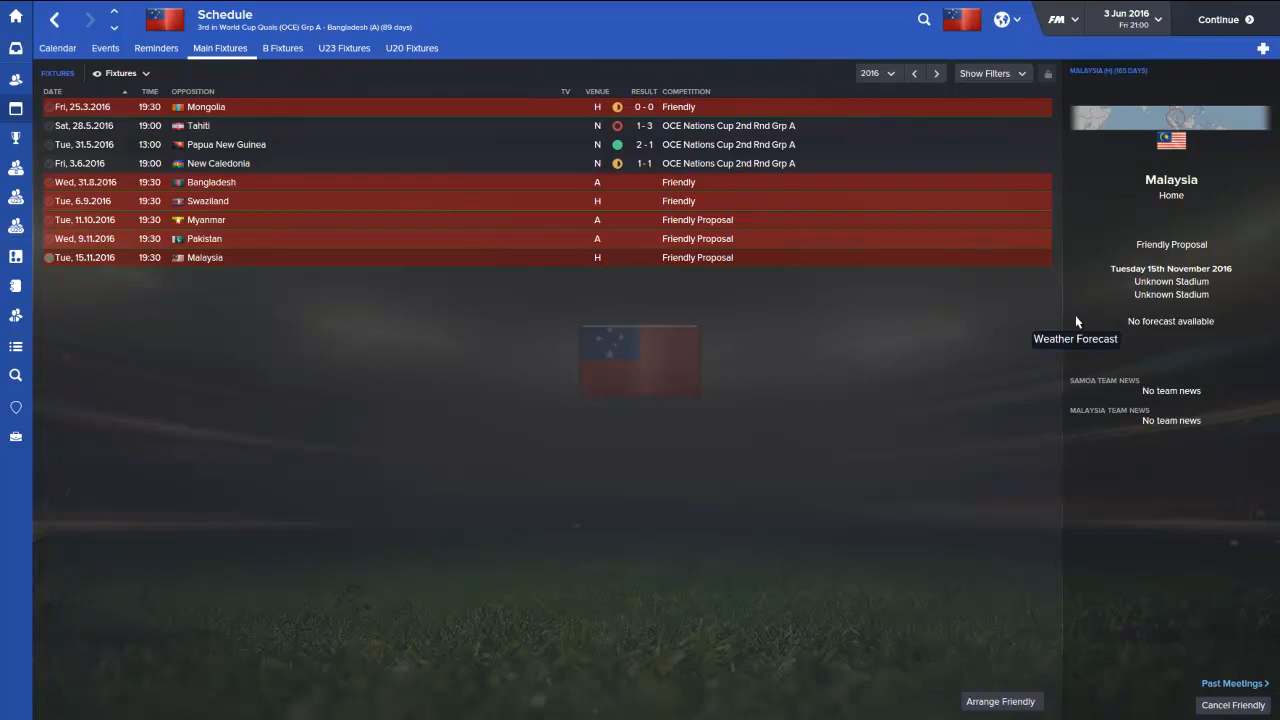 Schedule
3rd in World Cup Quals (OCE) Grp A - Bangladesh (A) (89 days)
FM
3 Jun 2016
Fri 21:00
Continue
Calendar Events Reminders Main Fixtures B Fixtures U23 Fixtures U20 Fixtures
FIXTURES Fixtures 2016 Show Filters
DATE TIME OPPOSITION TV VENUE RESULT COMPETITION
Fri, 25.3.2016 19:30 Mongolia H 0 - 0 Friendly
Sat, 28.5.2016 19:00 Tahiti N 1 - 3 OCE Nations Cup 2nd Rnd Grp A
Tue, 31.5.2016 13:00 Papua New Guinea N 2 - 1 OCE Nations Cup 2nd Rnd Grp A
Fri, 3.6.2016 19:00 New Caledonia N 1 - 1 OCE Nations Cup 2nd Rnd Grp A
Wed, 31.8.2016 19:30 Bangladesh A Friendly
Tue, 6.9.2016 19:30 Swaziland H Friendly
Tue, 11.10.2016 19:30 Myanmar A Friendly Proposal
Wed, 9.11.2016 19:30 Pakistan A Friendly Proposal
Tue, 15.11.2016 19:30 Malaysia H Friendly Proposal
MALAYSIA (H) (165 DAYS)
Malaysia
Home
Friendly Proposal
Tuesday 15th November 2016
Unknown Stadium
Unknown Stadium
No forecast available
Weather Forecast
SAMOA TEAM NEWS
No team news
MALAYSIA TEAM NEWS
No team news
Past Meetings >
Arrange Friendly
Cancel Friendly